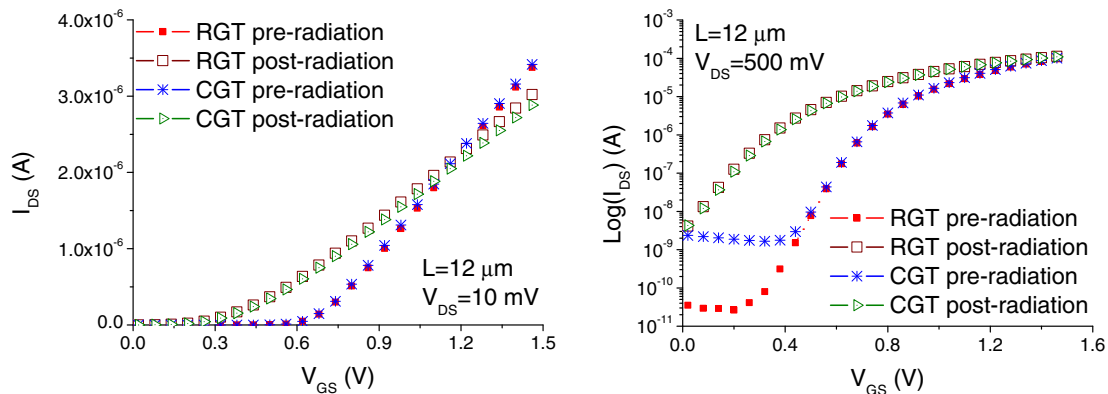 4.0x10⁻⁶
3.0x10⁻⁶
2.0x10⁻⁶
1.0x10⁻⁶
0.0
I_DS (A)
RGT pre-radiation
RGT post-radiation
CGT pre-radiation
CGT post-radiation
L=12 μm
V_DS=10 mV
0.0 0.3 0.6 0.9 1.2 1.5
V_GS (V)
10⁻³
10⁻⁴
10⁻⁵
10⁻⁶
10⁻⁷
10⁻⁸
10⁻⁹
10⁻¹⁰
10⁻¹¹
Log(I_DS) (A)
L=12 μm
V_DS=500 mV
RGT pre-radiation
RGT post-radiation
CGT pre-radiation
CGT post-radiation
0.0 0.4 0.8 1.2 1.6
V_GS (V)